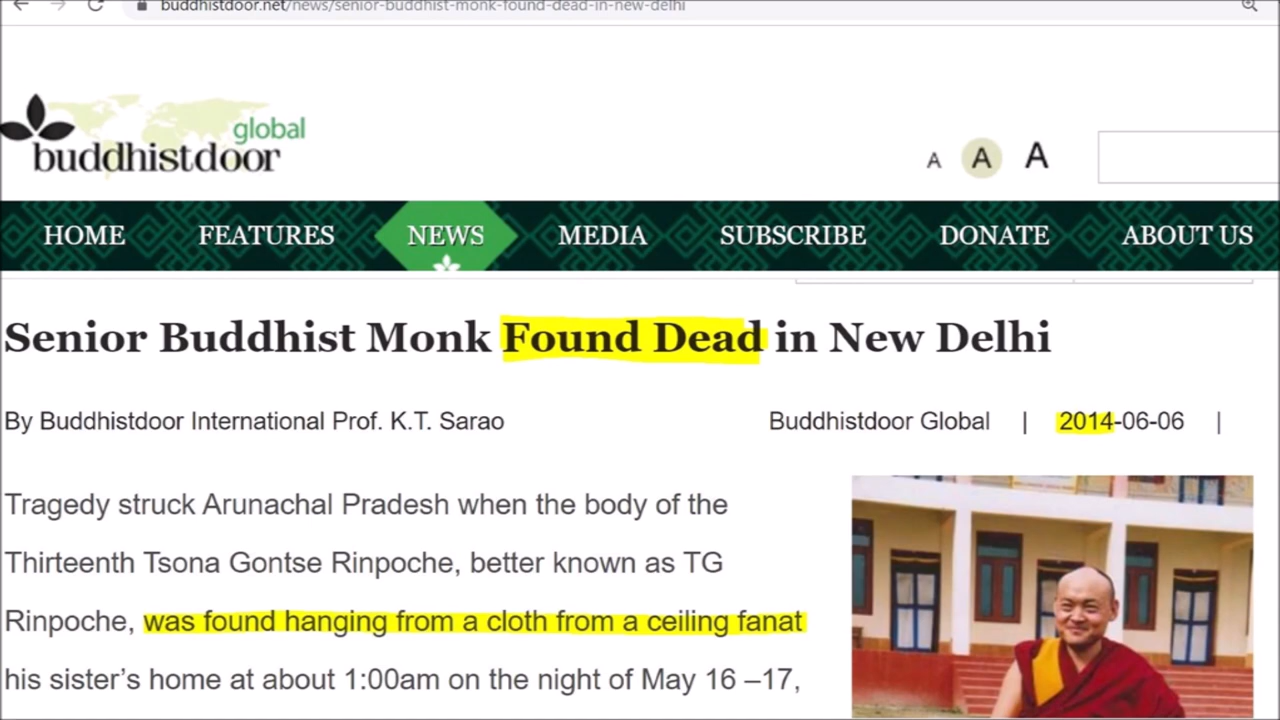 buddhistdoor.net/news/senior-buddhist-monk-found-dead-in-new-delhi
global
buddhistdoor
A A A
HOME FEATURES NEWS MEDIA SUBSCRIBE DONATE ABOUT US
Senior Buddhist Monk Found Dead in New Delhi
By Buddhistdoor International Prof. K.T. Sarao Buddhistdoor Global | 2014-06-06 |
Tragedy struck Arunachal Pradesh when the body of the
Thirteenth Tsona Gontse Rinpoche, better known as TG
Rinpoche, was found hanging from a cloth from a ceiling fanat
his sister’s home at about 1:00am on the night of May 16 –17,